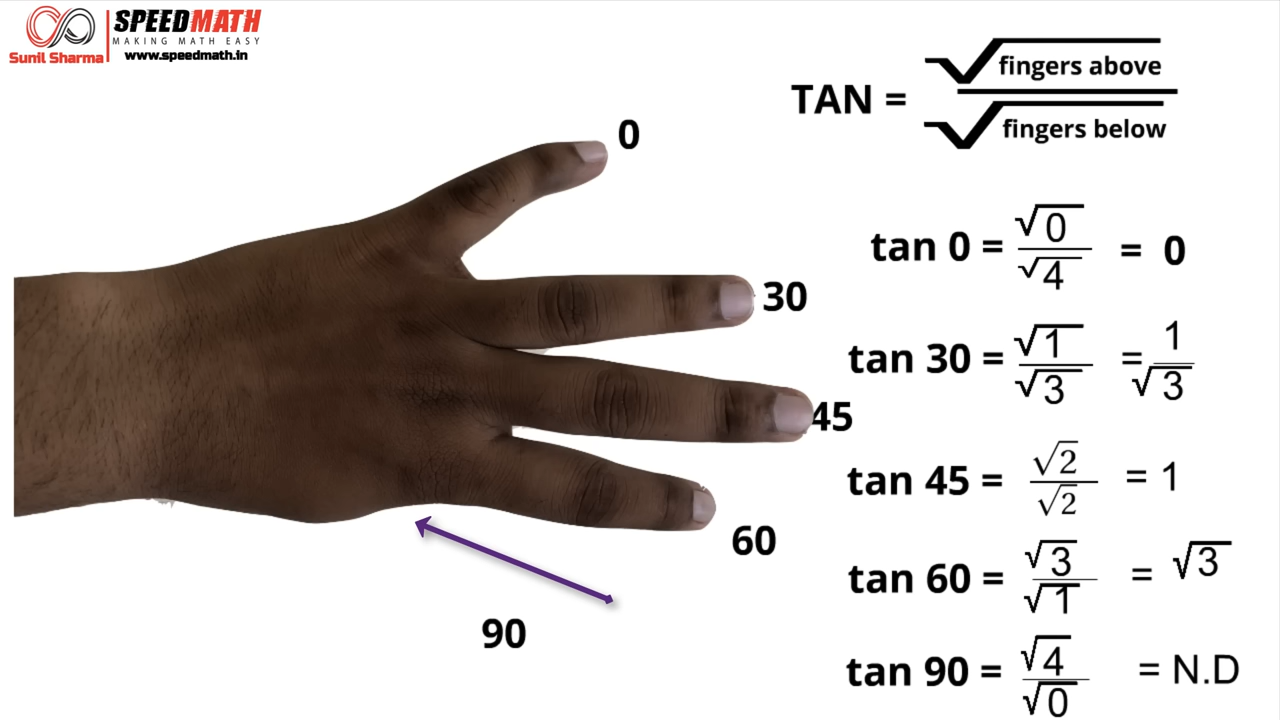 SPEEDMATH
MAKING MATH EASY
Sunil Sharma
www.speedmath.in
TAN = √fingers above / √fingers below
0
30
45
60
90
tan 0 = √0 / √4 = 0
tan 30 = √1 / √3 = 1 / √3
tan 45 = √2 / √2 = 1
tan 60 = √3 / √1 = √3
tan 90 = √4 / √0 = N.D